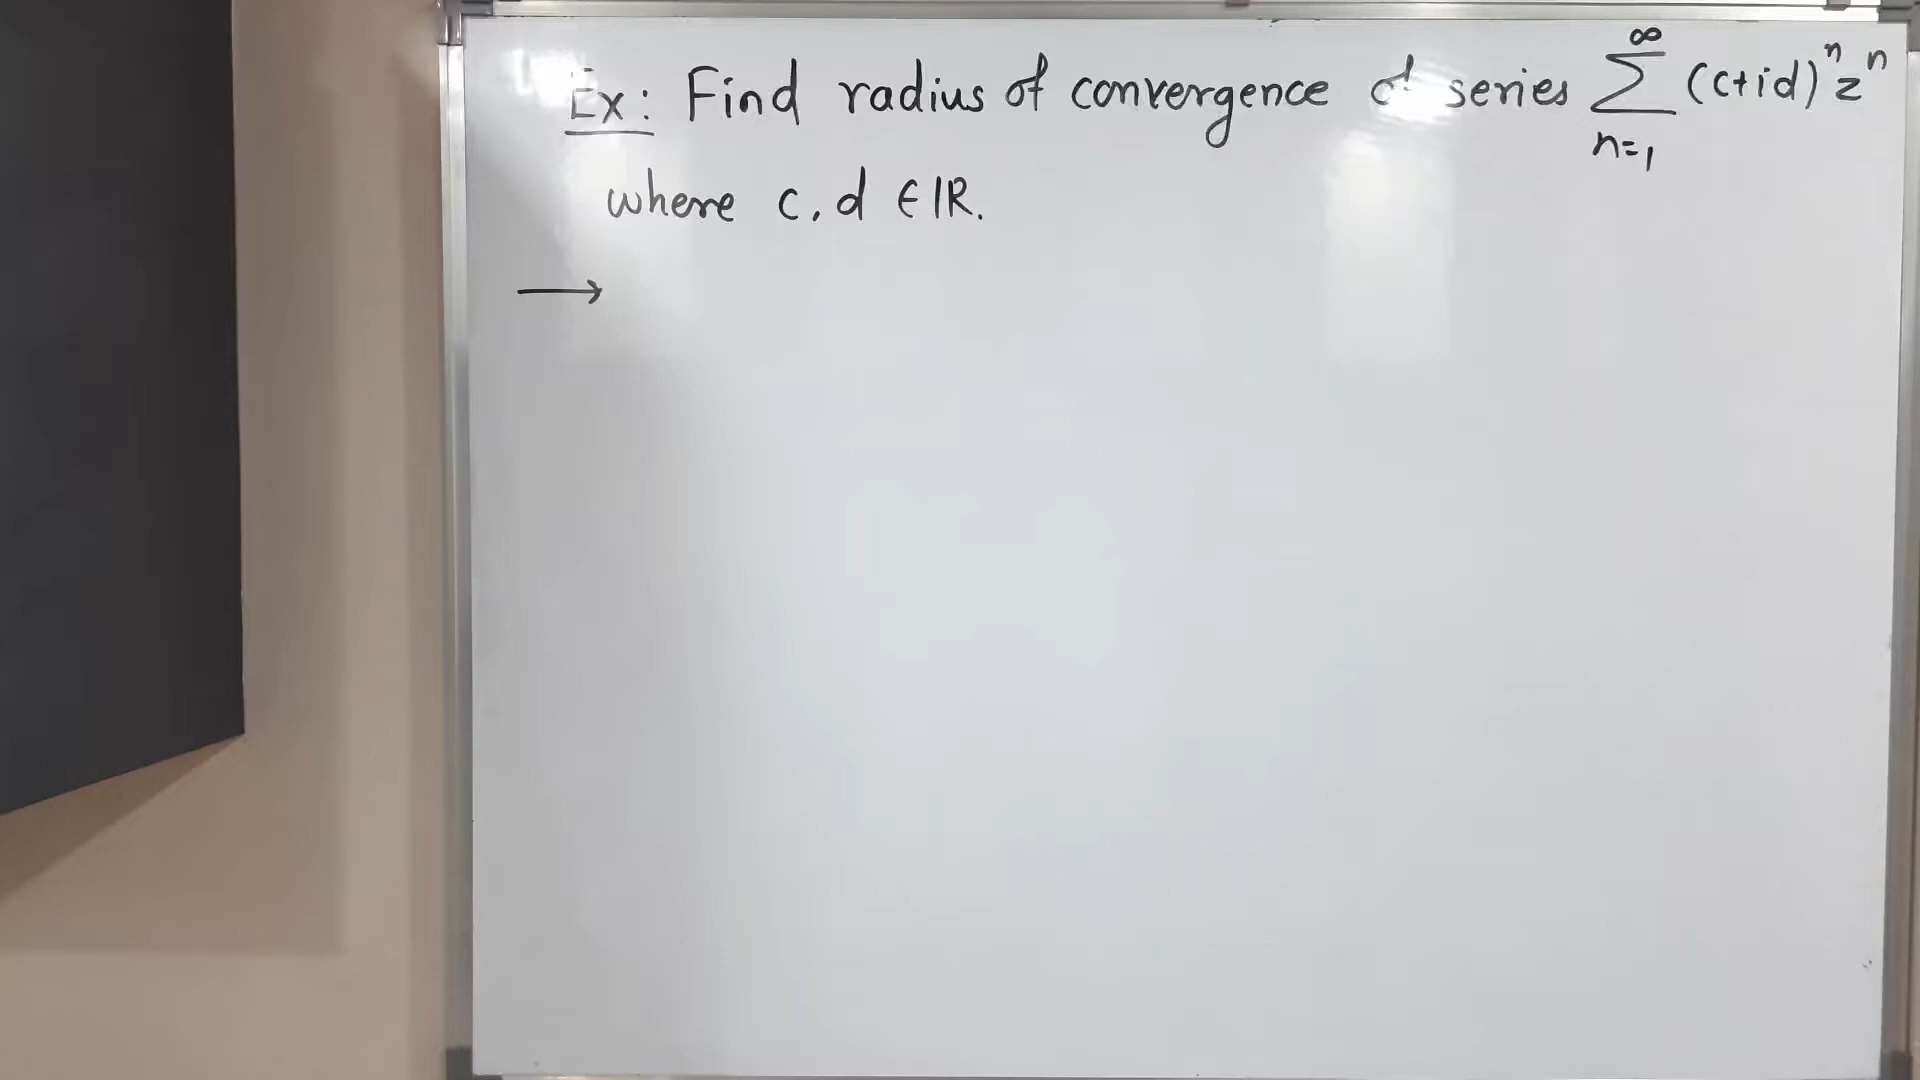 Ex: Find radius of convergence of series ∑_{n=1}^{∞} (c+id)^n z^n
where c, d ∈ ℝ.
→